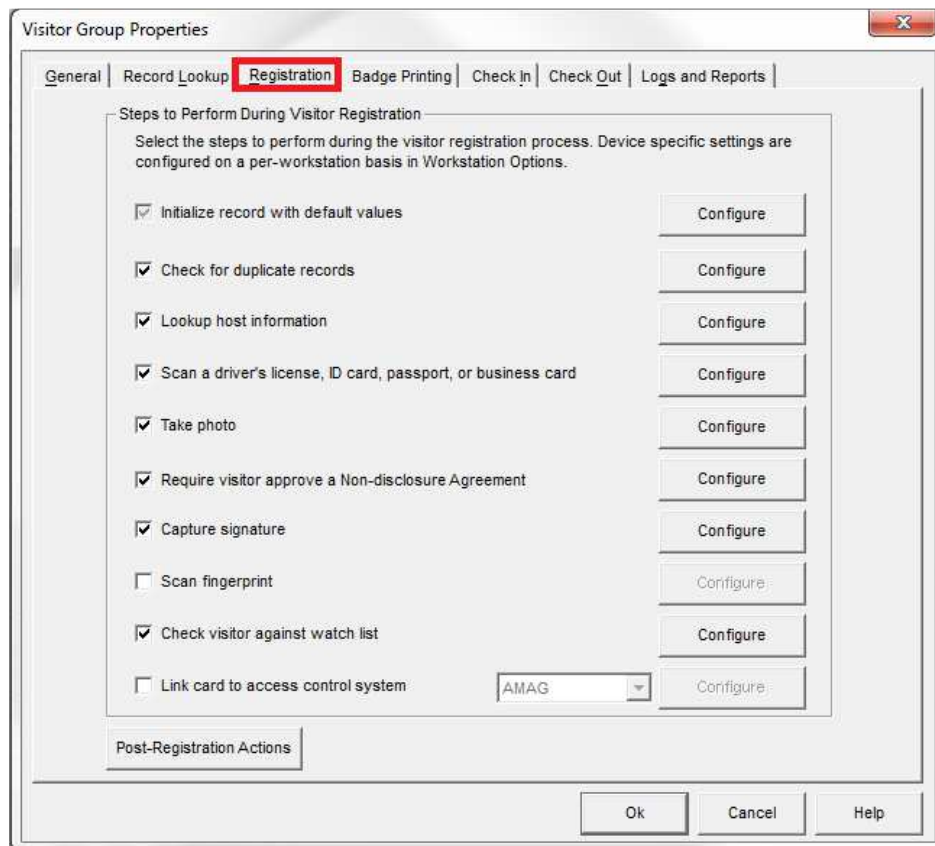 Visitor Group Properties
General Record Lookup Registration Badge Printing Check In Check Out Logs and Reports
Steps to Perform During Visitor Registration
Select the steps to perform during the visitor registration process. Device specific settings are
configured on a per-workstation basis in Workstation Options.
Initialize record with default values Configure
Check for duplicate records Configure
Lookup host information Configure
Scan a driver's license, ID card, passport, or business card Configure
Take photo Configure
Require visitor approve a Non-disclosure Agreement Configure
Capture signature Configure
Scan fingerprint Configure
Check visitor against watch list Configure
Link card to access control system AMAG Configure
Post-Registration Actions
Ok Cancel Help